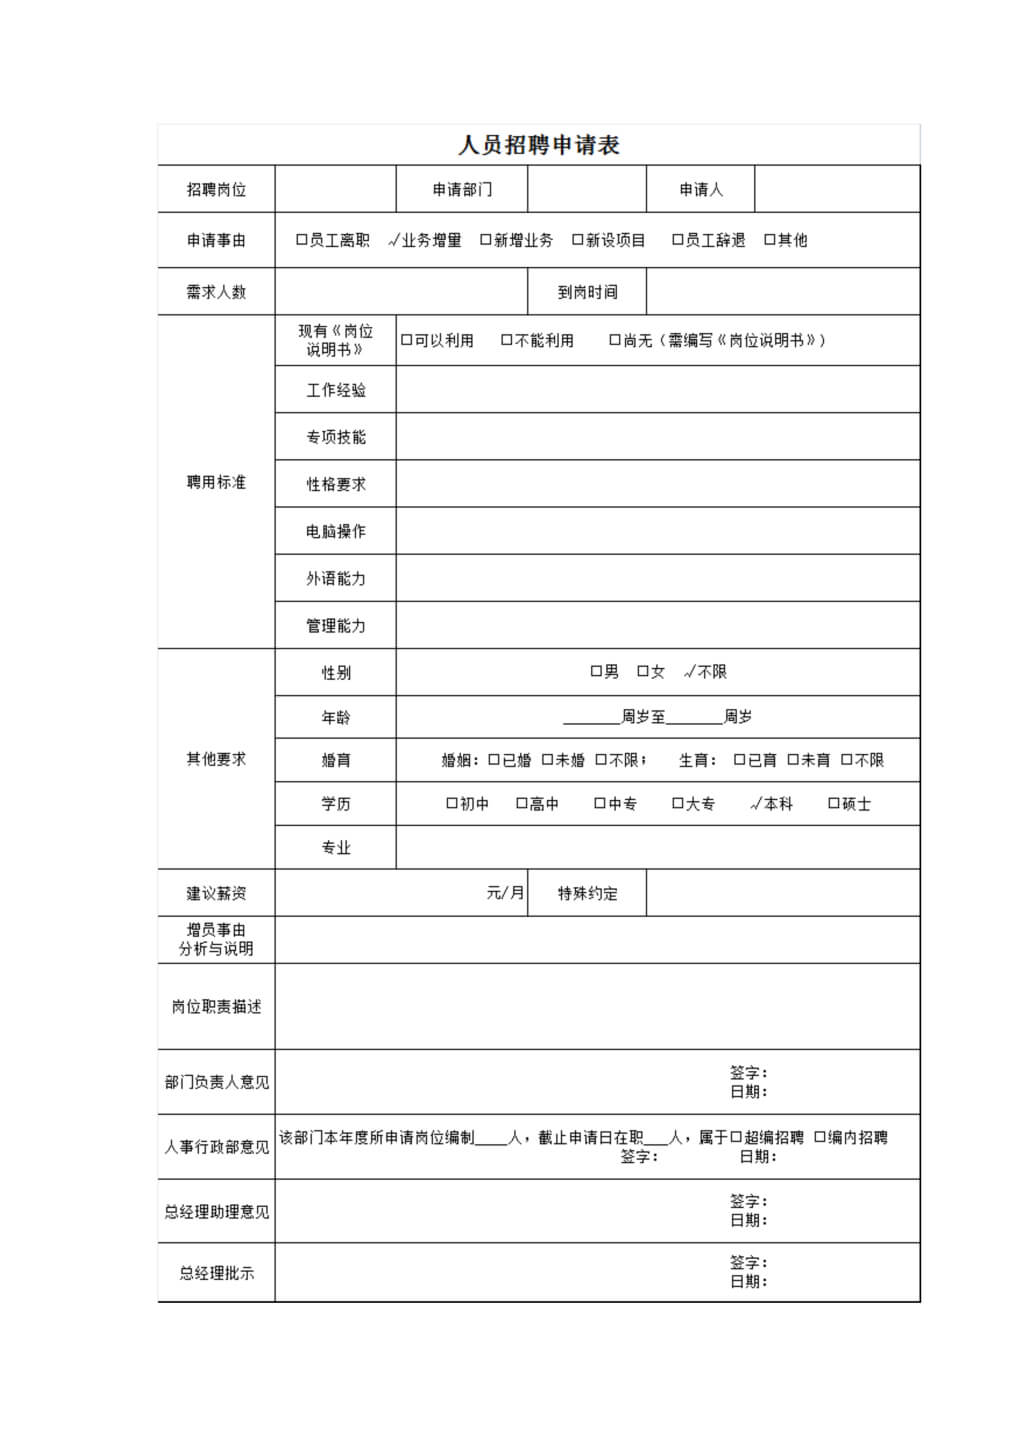 人员招聘申请表
招聘岗位 申请部门 申请人
申请事由 □员工离职 √业务增量 □新增业务 □新设项目 □员工辞退 □其他
需求人数 到岗时间
聘用标准
现有《岗位
说明书》
□可以利用 □不能利用 □尚无（需编写《岗位说明书》）
工作经验
专项技能
性格要求
电脑操作
外语能力
管理能力
其他要求
性别 □男 □女 √不限
年龄 _______周岁至_______周岁
婚育 婚姻：□已婚 □未婚 □不限； 生育： □已育 □未育 □不限
学历 □初中 □高中 □中专 □大专 √本科 □硕士
专业
建议薪资 元/月 特殊约定
增员事由
分析与说明
岗位职责描述
部门负责人意见
签字：
日期：
人事行政部意见
该部门本年度所申请岗位编制____人，截止申请日在职___人，属于□超编招聘 □编内招聘
签字： 日期：
总经理助理意见
签字：
日期：
总经理批示
签字：
日期：